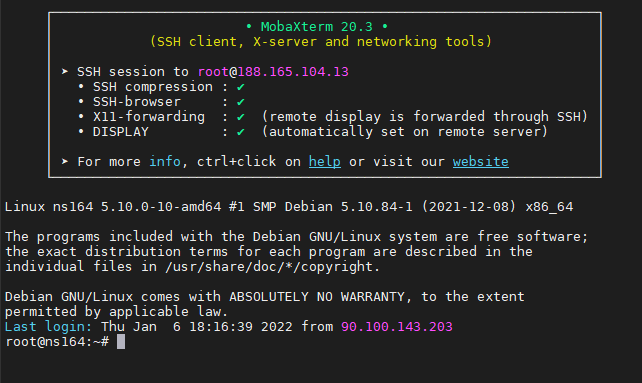 • MobaXterm 20.3 •
(SSH client, X-server and networking tools)
➤ SSH session to root@188.165.104.13
• SSH compression : ✔
• SSH-browser     : ✔
• X11-forwarding  : ✔  (remote display is forwarded through SSH)
• DISPLAY         : ✔  (automatically set on remote server)
➤ For more info, ctrl+click on help or visit our website
Linux ns164 5.10.0-10-amd64 #1 SMP Debian 5.10.84-1 (2021-12-08) x86_64
The programs included with the Debian GNU/Linux system are free software;
the exact distribution terms for each program are described in the
individual files in /usr/share/doc/*/copyright.
Debian GNU/Linux comes with ABSOLUTELY NO WARRANTY, to the extent
permitted by applicable law.
Last login: Thu Jan  6 18:16:39 2022 from 90.100.143.203
root@ns164:~#